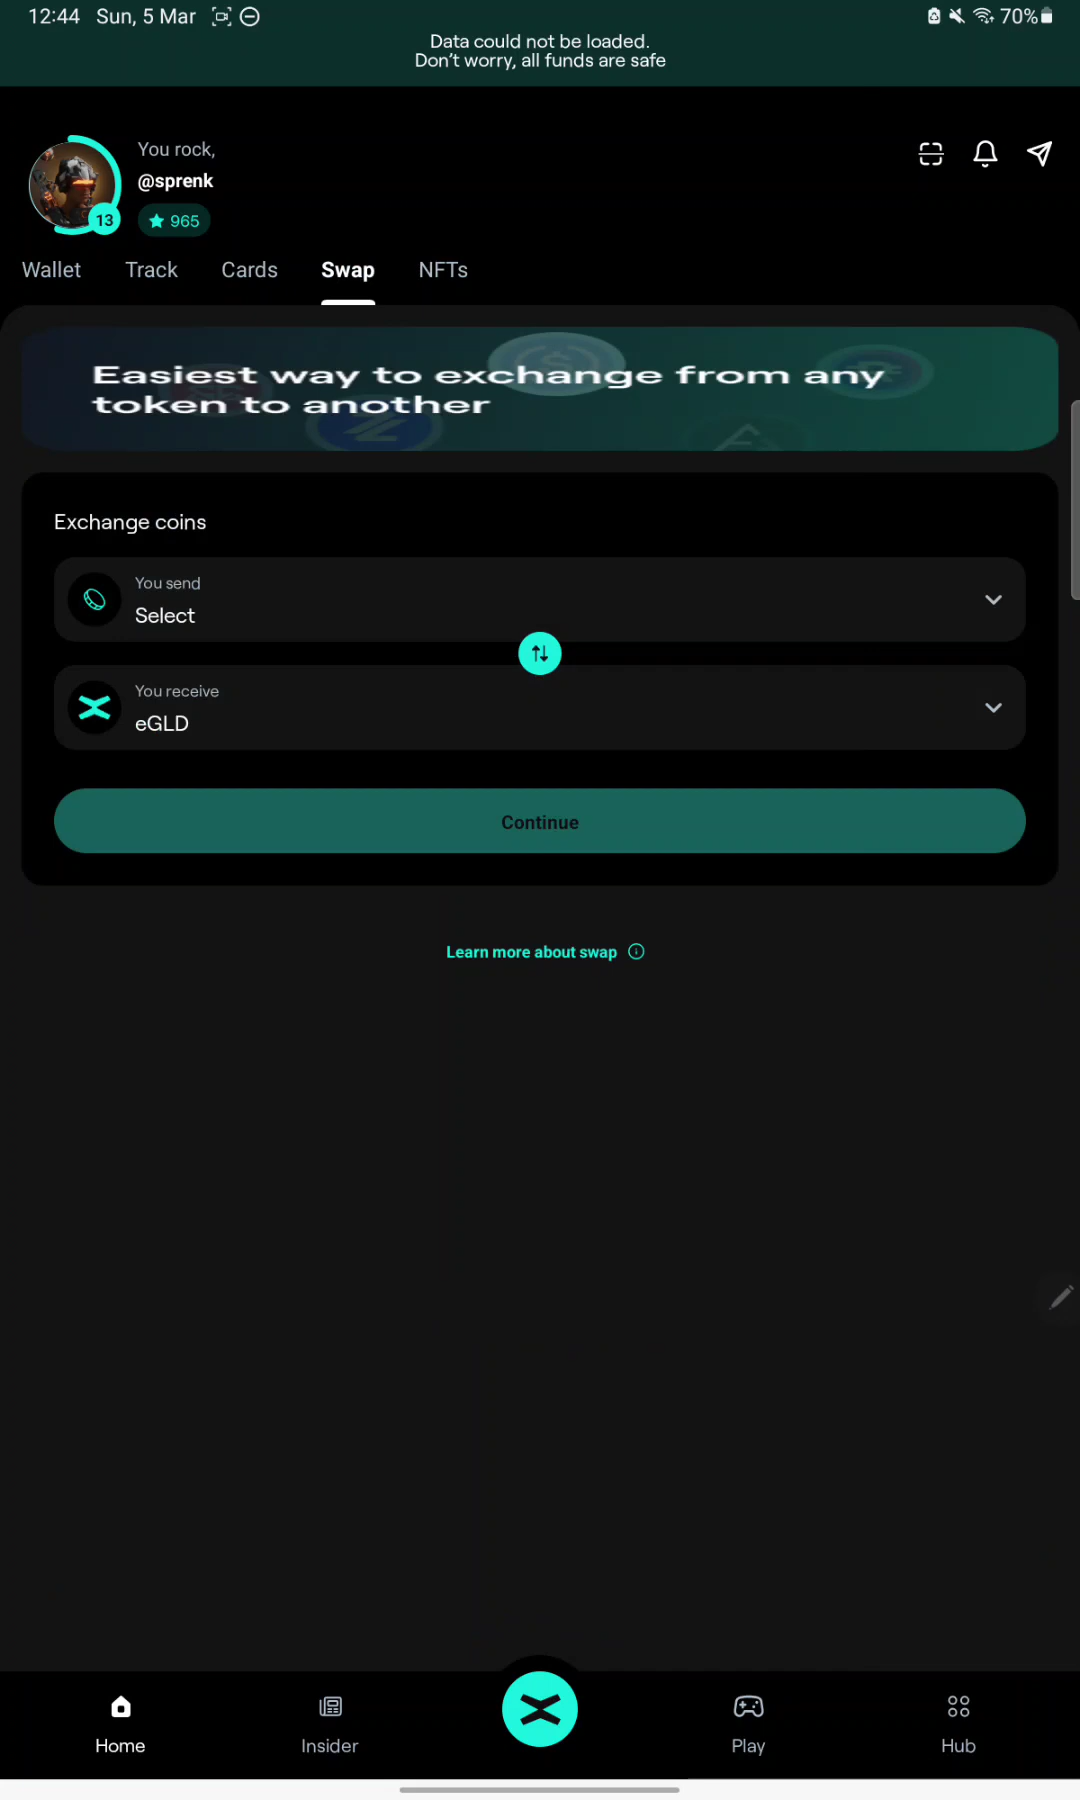 12:44 Sun, 5 Mar 70%
Data could not be loaded.
Don't worry, all funds are safe
You rock,
@sprenk
13
965
Wallet Track Cards Swap NFTs
Easiest way to exchange from any
token to another
Exchange coins
You send
Select
You receive
eGLD
Continue
Learn more about swap
Home Insider Play Hub